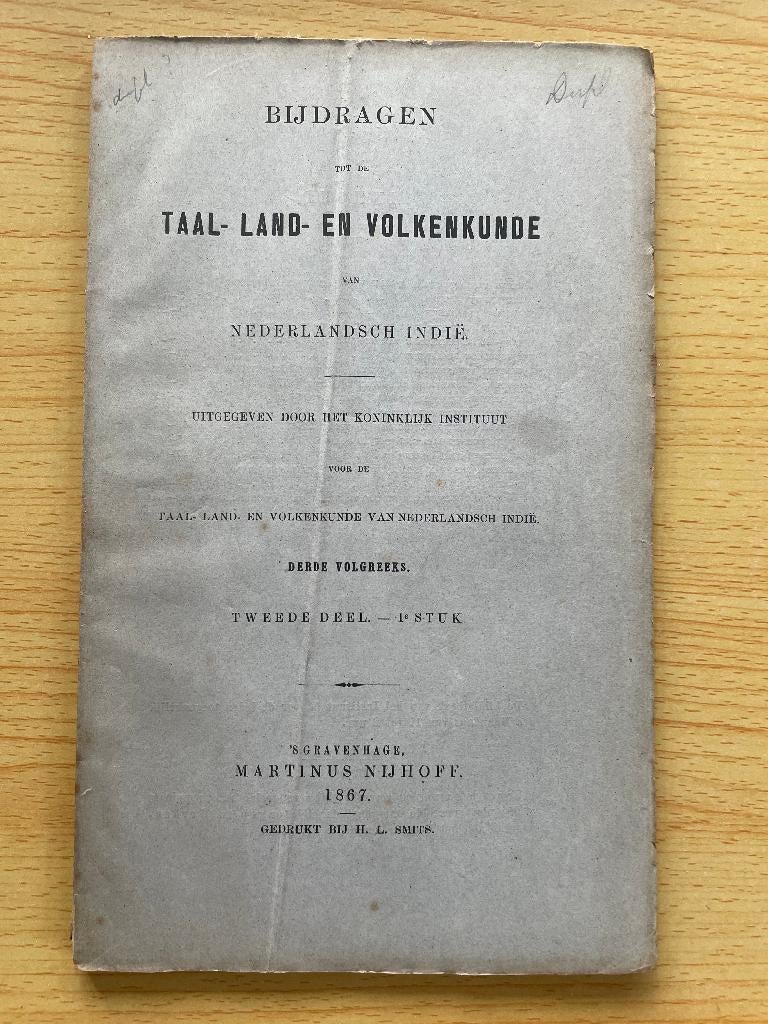 Dupl
BIJDRAGEN
TOT DE
TAAL- LAND- EN VOLKENKUNDE
VAN
NEDERLANDSCH INDIË.
UITGEGEVEN DOOR HET KONINKLIJK INSTITUUT
VOOR DE
TAAL- LAND- EN VOLKENKUNDE VAN NEDERLANDSCH INDIË.
DERDE VOLGREEKS.
TWEEDE DEEL. — 1e STUK
'S GRAVENHAGE,
MARTINUS NIJHOFF.
1867.
GEDRUKT BIJ H. L. SMITS.